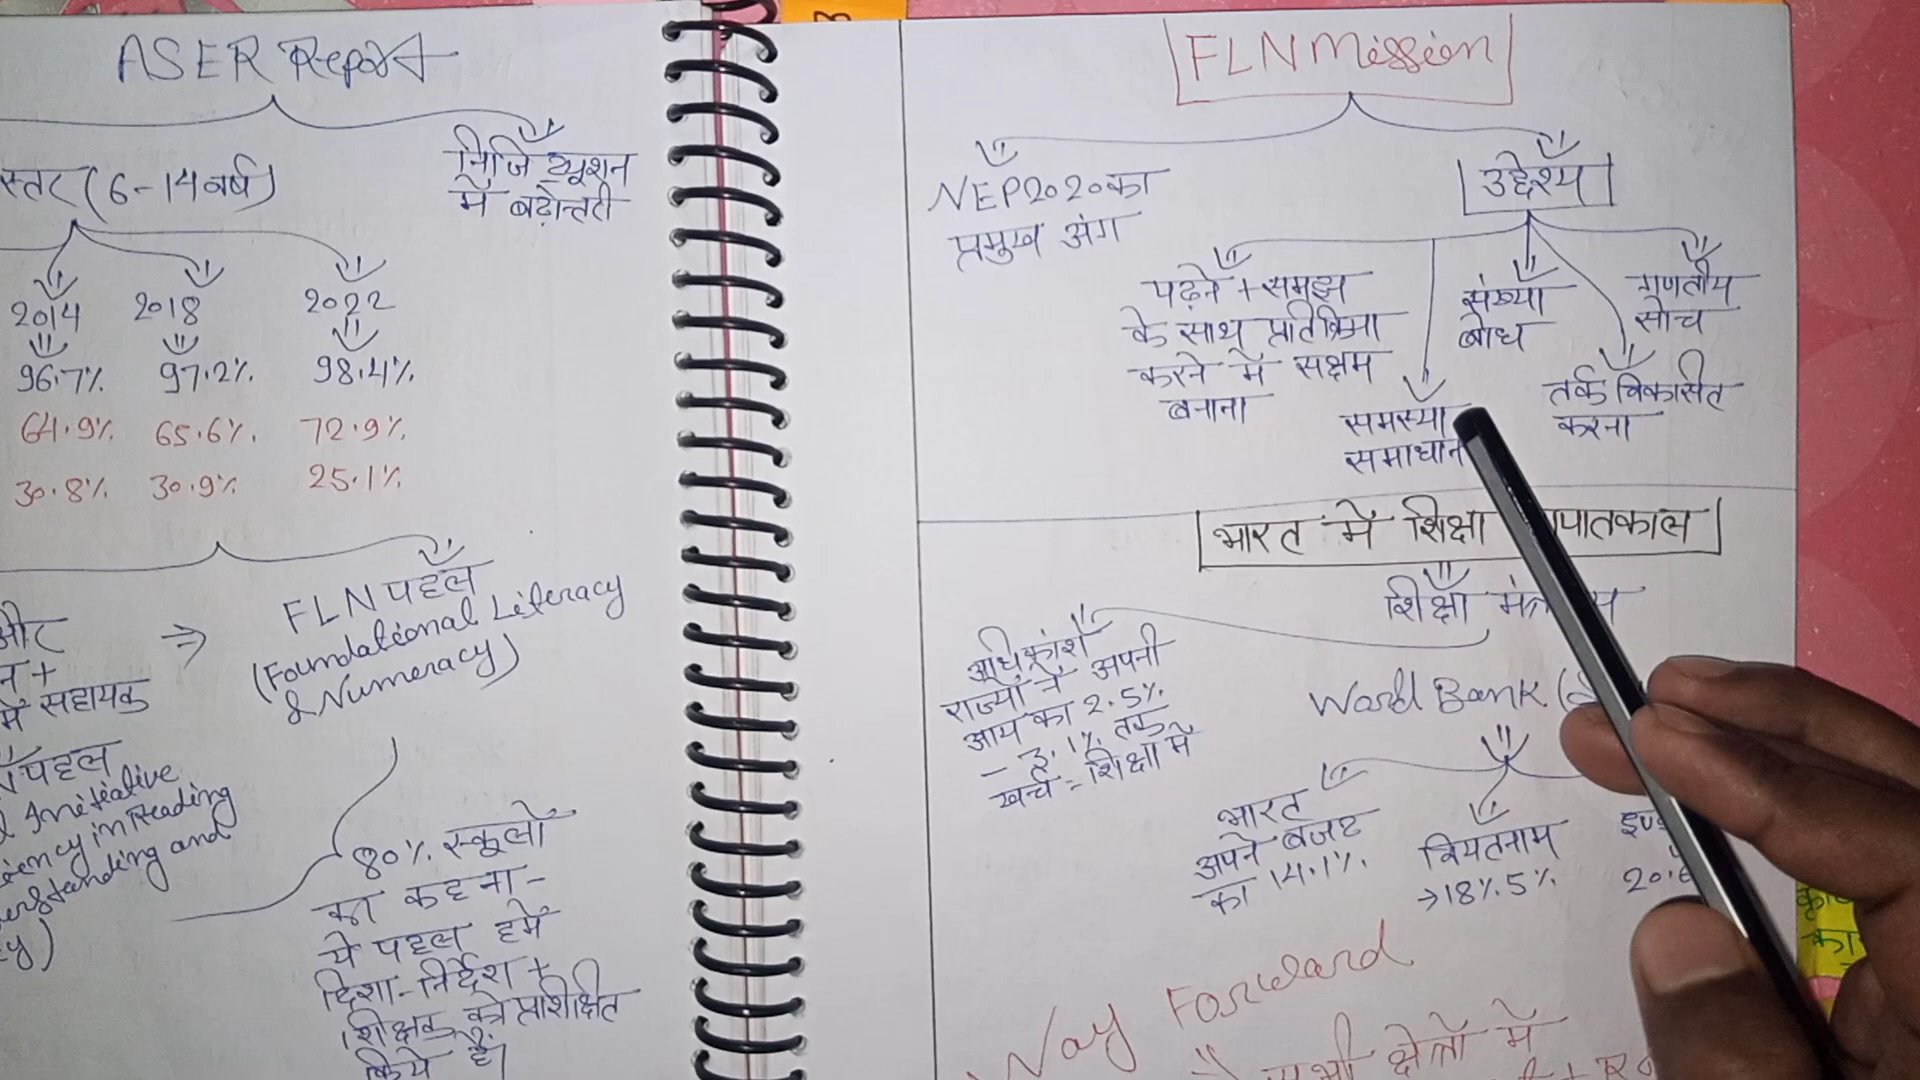 ASER Report
स्तर (6-14 वर्ष)
निजि ट्यूशन
में बढ़ोत्तरी
2014 2018 2022
96.7% 97.2% 98.4%
64.9% 65.6% 72.9%
30.8% 30.9% 25.1%
और
न +
में सहायक
पहल
Initiative
in Reading
and
⇒ FLN पहल
(Foundational Literacy
& Numeracy)
80% स्कूलों
का कहना -
ये पहल हमें
दिशा-निर्देश +
शिक्षक को प्रशिक्षित
किये है।
FLN Mission
NEP 2020 का
प्रमुख अंग
उद्देश्य
पढ़ने + समझ
के साथ प्रतिक्रिया
करने में सक्षम
बनाना
समस्या
समाधान
संख्या
बोध
तर्क विकसित
करना
गणतीय
सोच
भारत में शिक्षा
शिक्षा
अधिकांश
राज्यों ने अपनी
आय का 2.5%
- 3.1% तक
खर्च = शिक्षा में
World Bank
भारत
अपने बजट
का 14.1%
वियतनाम
→ 18%.5%
Way Forward
क्षेत्रों में
का